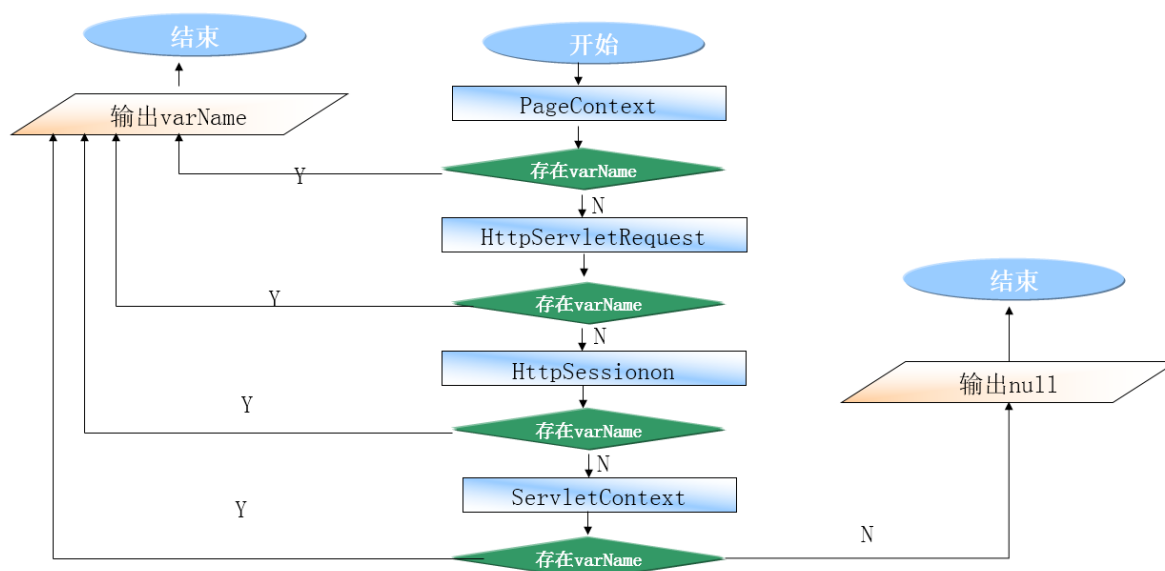 结束
开始
输出varName
PageContext
存在varName
Y
N
HttpServletRequest
结束
存在varName
Y
N
HttpSessionon
输出null
存在varName
Y
N
ServletContext
Y
存在varName
N